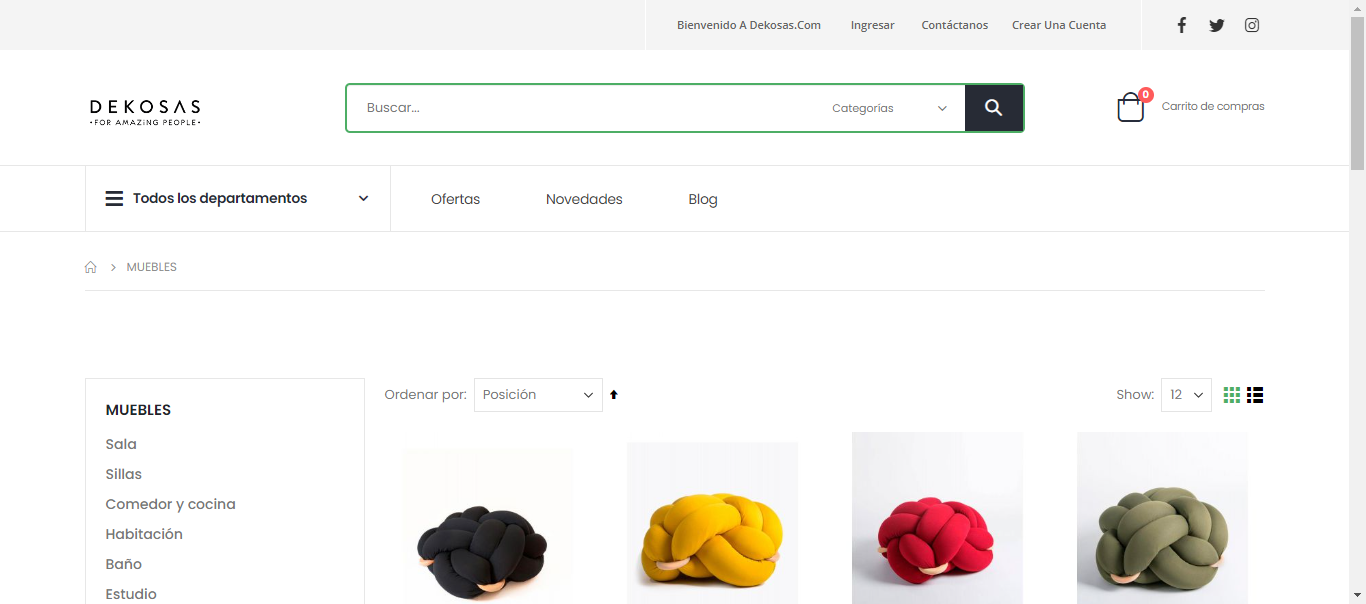 Bienvenido A Dekosas.Com Ingresar Contáctanos Crear Una Cuenta
DEKOSAS
•FOR AMAZING PEOPLE•
Buscar... Categorías
0 Carrito de compras
Todos los departamentos Ofertas Novedades Blog
MUEBLES
Ordenar por: Posición Show: 12
MUEBLES
Sala
Sillas
Comedor y cocina
Habitación
Baño
Estudio